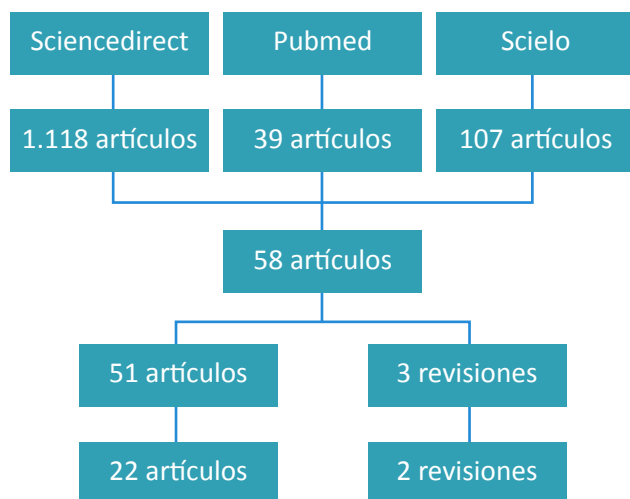 Sciencedirect
Pubmed
Scielo
1.118 artículos
39 artículos
107 artículos
58 artículos
51 artículos
3 revisiones
22 artículos
2 revisiones